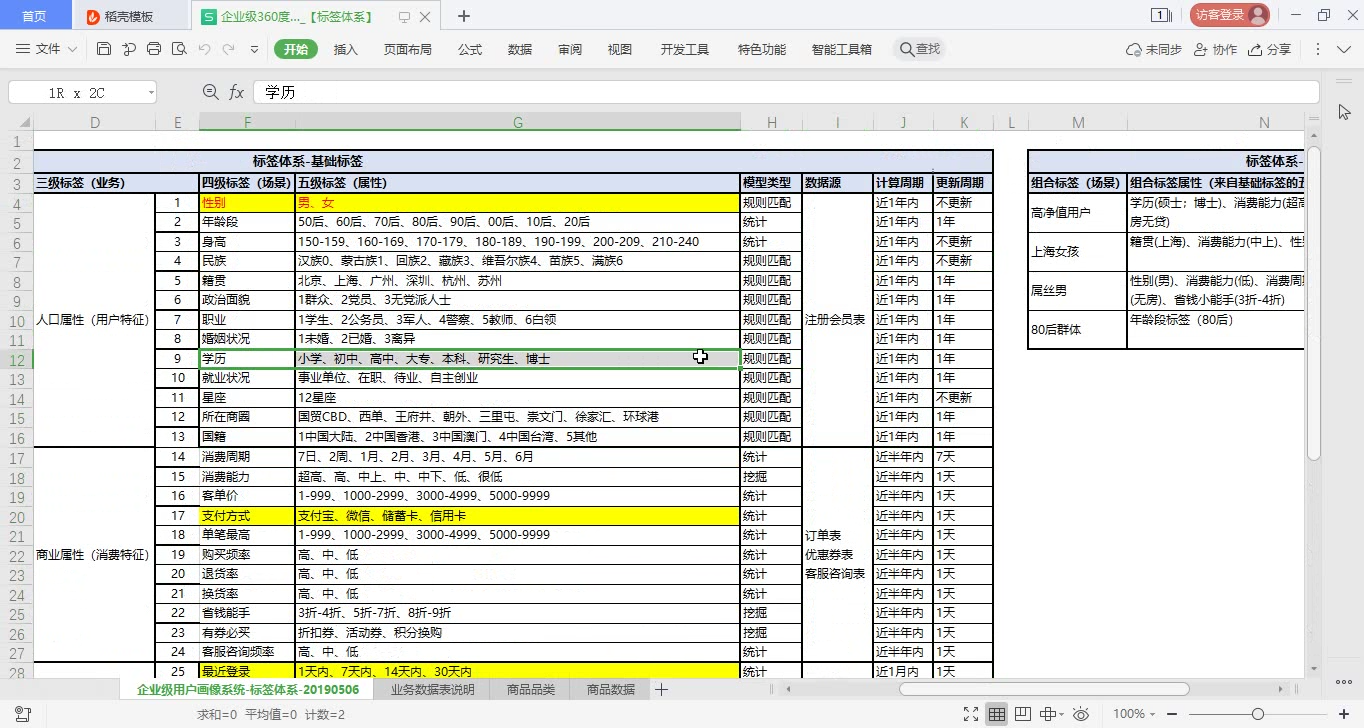 首页 稻壳模板 企业级360度..._【标签体系】 访客登录
文件 开始 插入 页面布局 公式 数据 审阅 视图 开发工具 特色功能 智能工具箱 查找 未同步 协作 分享
1R x 2C fx 学历
D E F G H I J K L M N
1
2 标签体系-基础标签 标签体系-
3 三级标签（业务） 四级标签（场景） 五级标签（属性） 模型类型 数据源 计算周期 更新周期 组合标签（场景） 组合标签属性（来自基础标签的五
4 1 性别 男、女 规则匹配 近1年内 不更新 高净值用户 学历(硕士；博士)、消费能力(超高
5 2 年龄段 50后、60后、70后、80后、90后、00后、10后、20后 统计 近1年内 1年 房无贷)
6 3 身高 150-159、160-169、170-179、180-189、190-199、200-209、210-240 统计 近1年内 不更新 上海女孩 籍贯(上海)、消费能力(中上)、性别
7 4 民族 汉族0、蒙古族1、回族2、藏族3、维吾尔族4、苗族5、满族6 规则匹配 近1年内 不更新
8 5 籍贯 北京、上海、广州、深圳、杭州、苏州 规则匹配 近1年内 1年 屌丝男 性别(男)、消费能力(低)、消费周期
9 6 政治面貌 1群众、2党员、3无党派人士 规则匹配 近1年内 1年 (无房)、省钱小能手(3折-4折)
10 人口属性（用户特征） 7 职业 1学生、2公务员、3军人、4警察、5教师、6白领 规则匹配 注册会员表 近1年内 1年 80后群体 年龄段标签（80后）
11 8 婚姻状况 1未婚、2已婚、3离异 规则匹配 近1年内 1年
12 9 学历 小学、初中、高中、大专、本科、研究生、博士 规则匹配 近1年内 1年
13 10 就业状况 事业单位、在职、待业、自主创业 规则匹配 近1年内 1年
14 11 星座 12星座 规则匹配 近1年内 不更新
15 12 所在商圈 国贸CBD、西单、王府井、朝外、三里屯、崇文门、徐家汇、环球港 规则匹配 近1年内 1年
16 13 国籍 1中国大陆、2中国香港、3中国澳门、4中国台湾、5其他 规则匹配 近1年内 1年
17 14 消费周期 7日、2周、1月、2月、3月、4月、5月、6月 统计 近半年内 7天
18 15 消费能力 超高、高、中上、中、中下、低、很低 挖掘 近半年内 1天
19 16 客单价 1-999、1000-2999、3000-4999、5000-9999 统计 近半年内 1天
20 17 支付方式 支付宝、微信、储蓄卡、信用卡 统计 近半年内 1天
21 18 单笔最高 1-999、1000-2999、3000-4999、5000-9999 统计 订单表 近半年内 1天
22 商业属性（消费特征） 19 购买频率 高、中、低 统计 优惠券表 近半年内 1天
23 20 退货率 高、中、低 统计 客服咨询表 近半年内 1天
24 21 换货率 高、中、低 统计 近半年内 1天
25 22 省钱能手 3折-4折、5折-7折、8折-9折 挖掘 近半年内 1天
26 23 有券必买 折扣券、活动券、积分换购 挖掘 近半年内 1天
27 24 客服咨询频率 高、中、低 统计 近半年内 1天
28 25 最近登录 1天内、7天内、14天内、30天内 统计 近1月内 1天
企业级用户画像系统-标签体系-20190506 业务数据表说明 商品品类 商品数据
求和=0 平均值=0 计数=2 100%